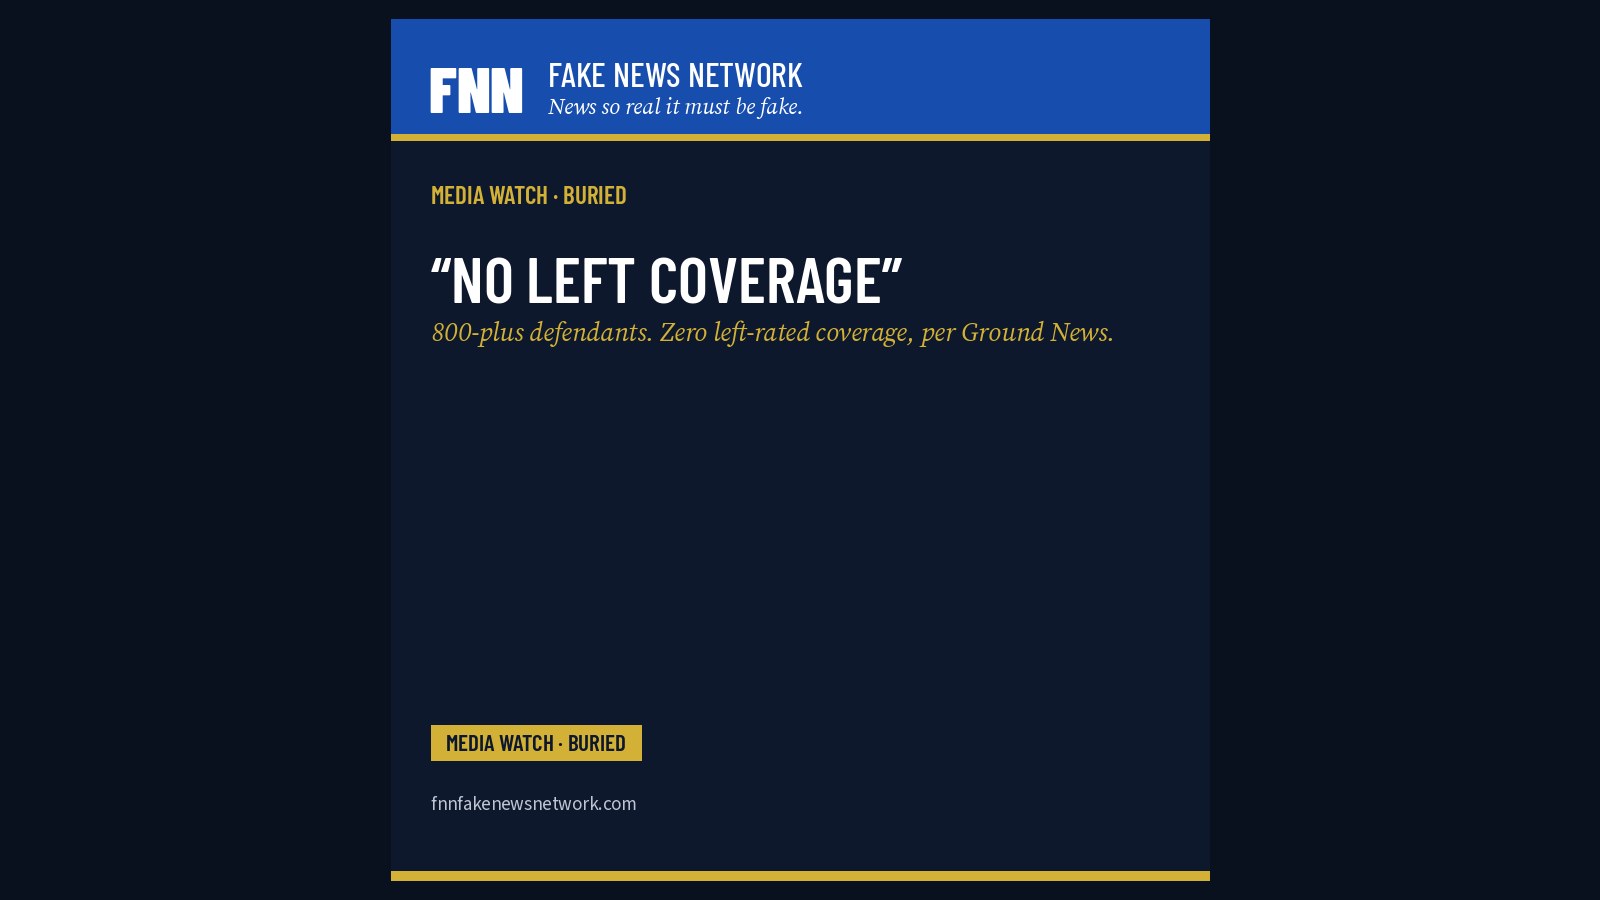 FNN
FAKE NEWS NETWORK
News so real it must be fake.
MEDIA WATCH · BURIED
“NO LEFT COVERAGE”
800-plus defendants. Zero left-rated coverage, per Ground News.
MEDIA WATCH · BURIED
fnnfakenewsnetwork.com